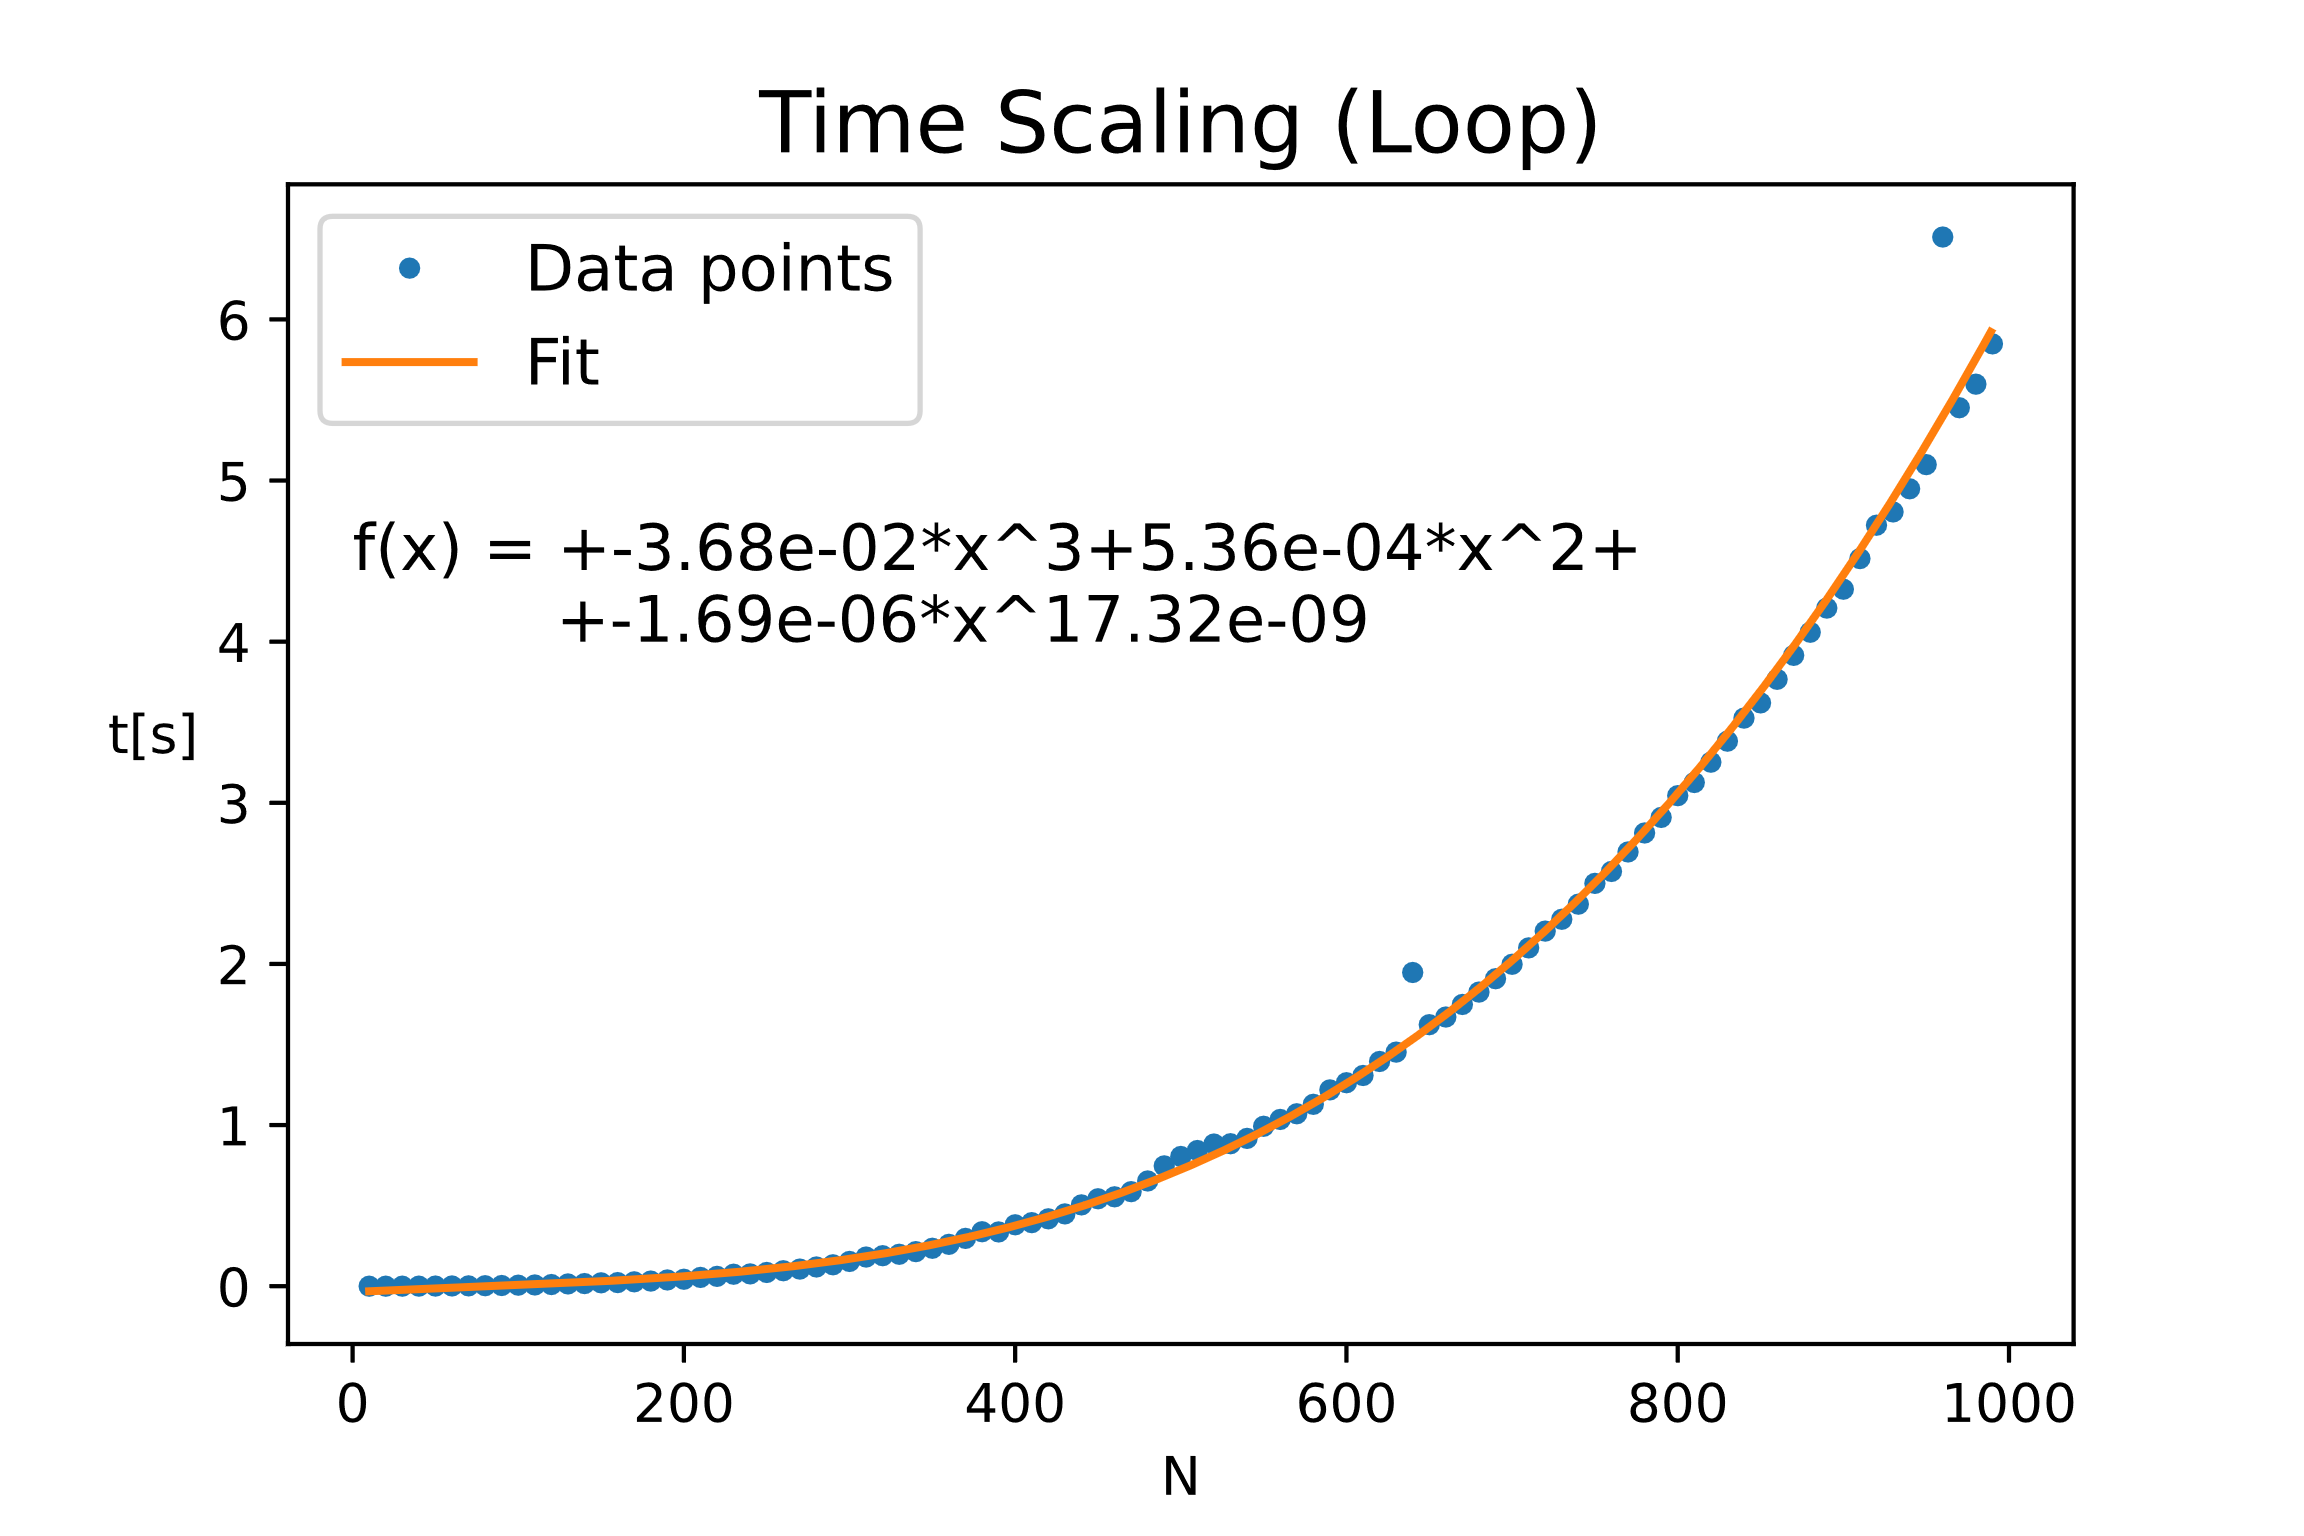 Time Scaling (Loop)
Data points
Fit
f(x) = +-3.68e-02*x^3+5.36e-04*x^2+
+-1.69e-06*x^17.32e-09
6
5
4
3
2
1
0
t[s]
0 200 400 600 800 1000
N